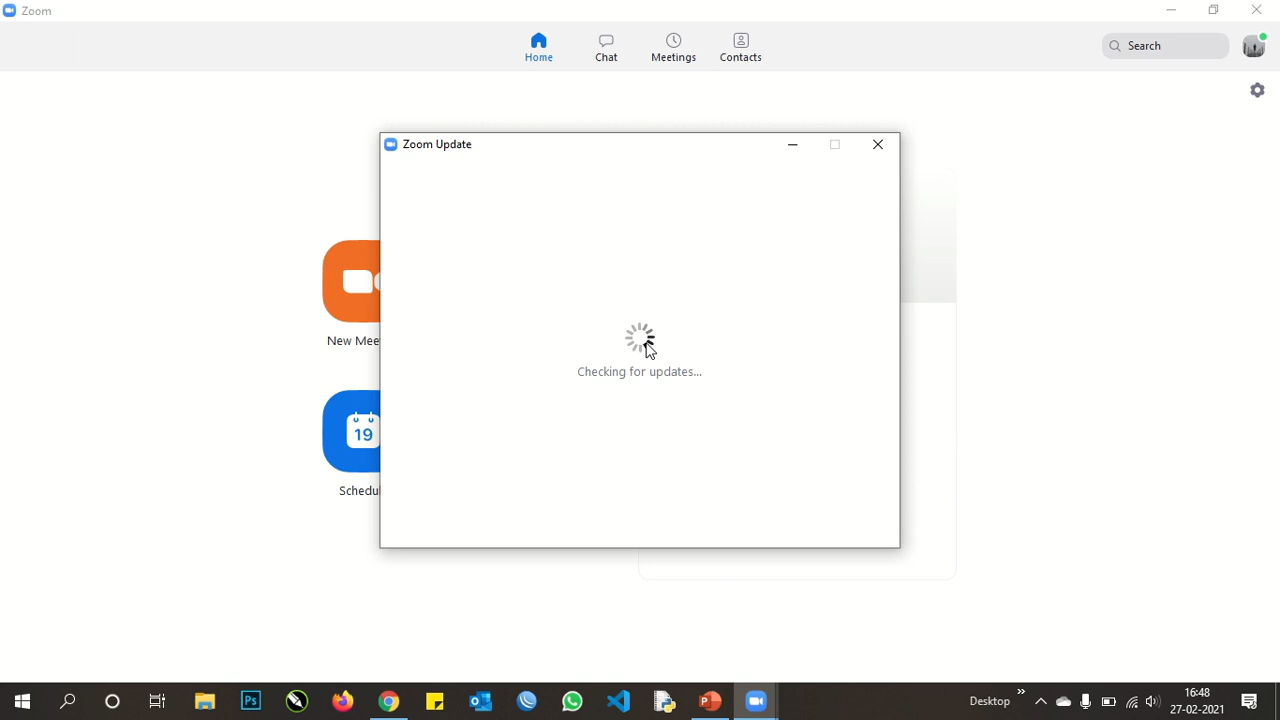 Zoom
Home
Chat
Meetings
Contacts
Search
Zoom Update
New Mee
19
Schedul
Checking for updates...
Ps
Desktop
16:48
27-02-2021